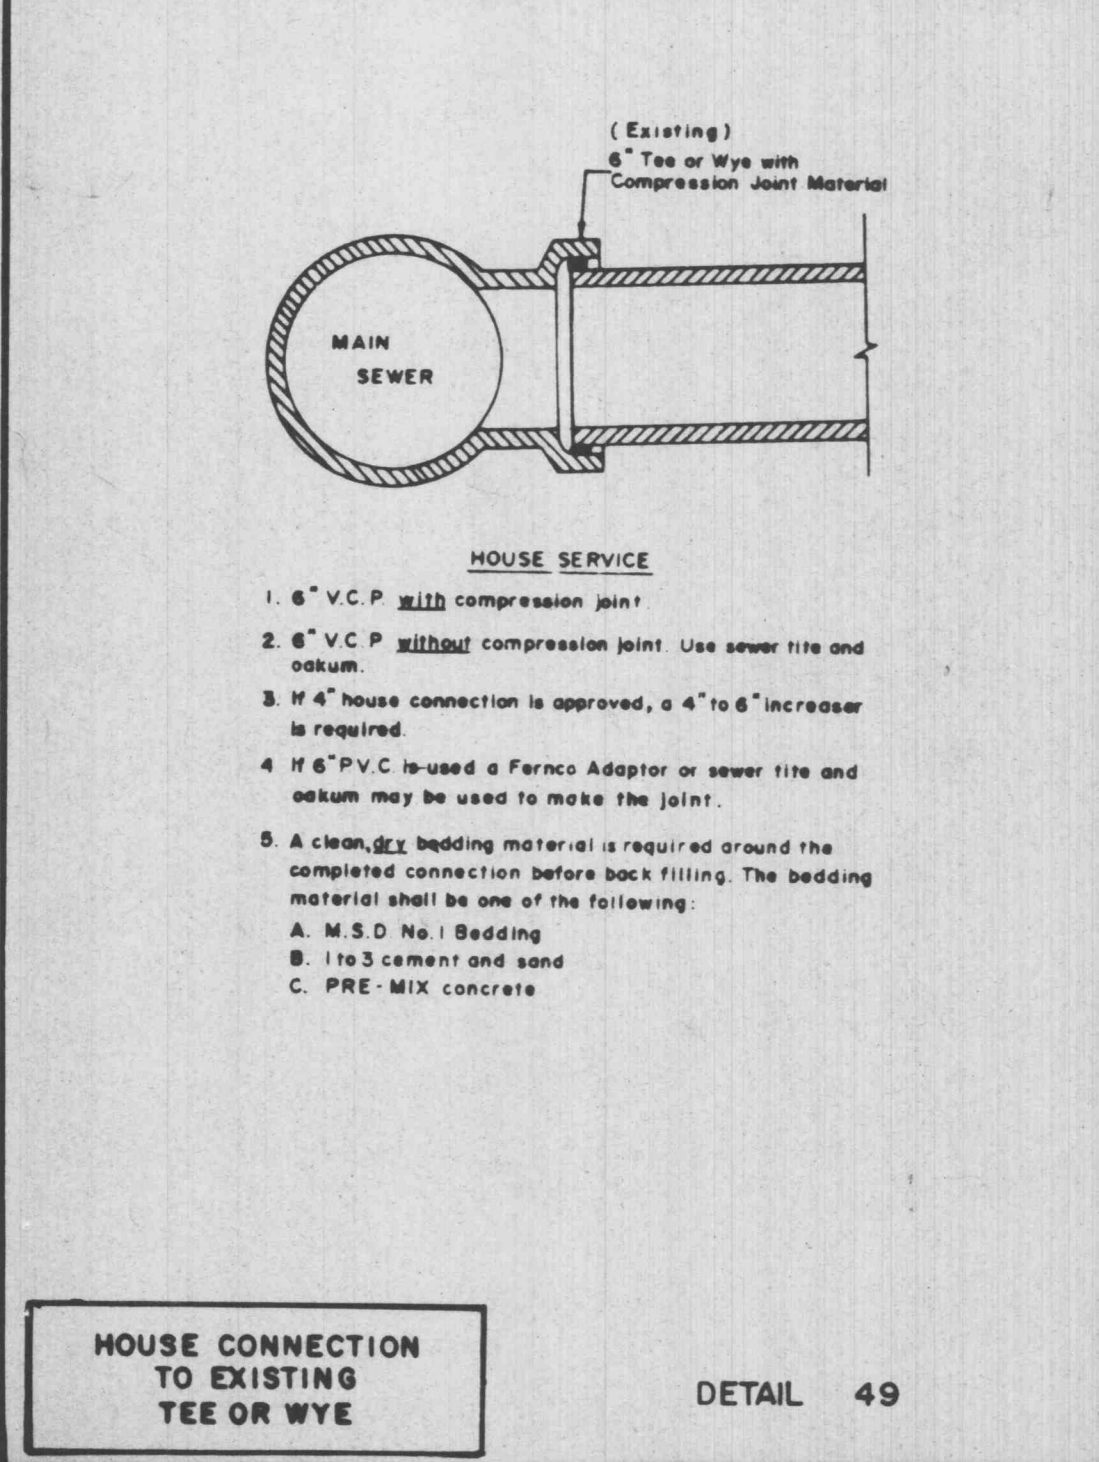 ( Existing )
6" Tee or Wye with
Compression Joint Material
MAIN
SEWER
HOUSE SERVICE
1. 6" V.C.P. with compression joint
2. 6" V.C.P without compression joint. Use sewer tite and
oakum.
3. If 4" house connection is approved, a 4" to 6" increaser
is required.
4 If 6" P.V.C. is used a Fernco Adaptor or sewer tite and
oakum may be used to make the joint.
5. A clean, dry bedding material is required around the
completed connection before back filling. The bedding
material shall be one of the following:
A. M.S.D. No. 1 Bedding
B. 1 to 3 cement and sand
C. PRE-MIX concrete
HOUSE CONNECTION
TO EXISTING
TEE OR WYE
DETAIL 49